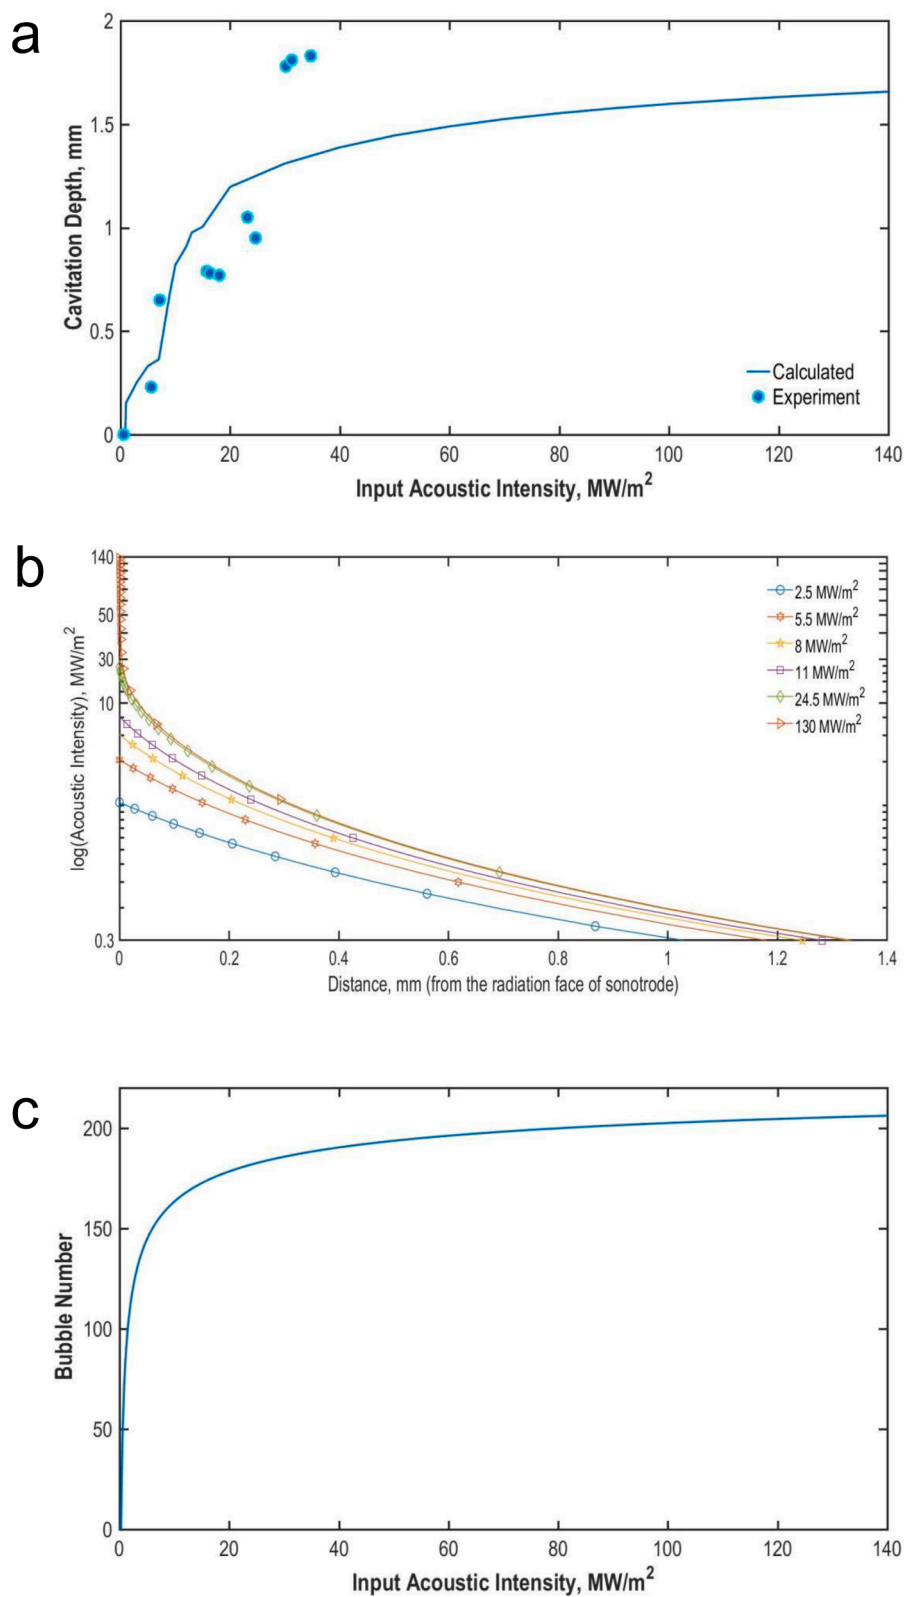 a
2
1.5
1
0.5
0
Cavitation Depth, mm
Calculated
Experiment
0 20 40 60 80 100 120 140
Input Acoustic Intensity, MW/m²
b
140
50
30
10
0.3
log(Acoustic Intensity), MW/m²
2.5 MW/m²
5.5 MW/m²
8 MW/m²
11 MW/m²
24.5 MW/m²
130 MW/m²
0 0.2 0.4 0.6 0.8 1 1.2 1.4
Distance, mm (from the radiation face of sonotrode)
c
200
150
100
50
0
Bubble Number
0 20 40 60 80 100 120 140
Input Acoustic Intensity, MW/m²